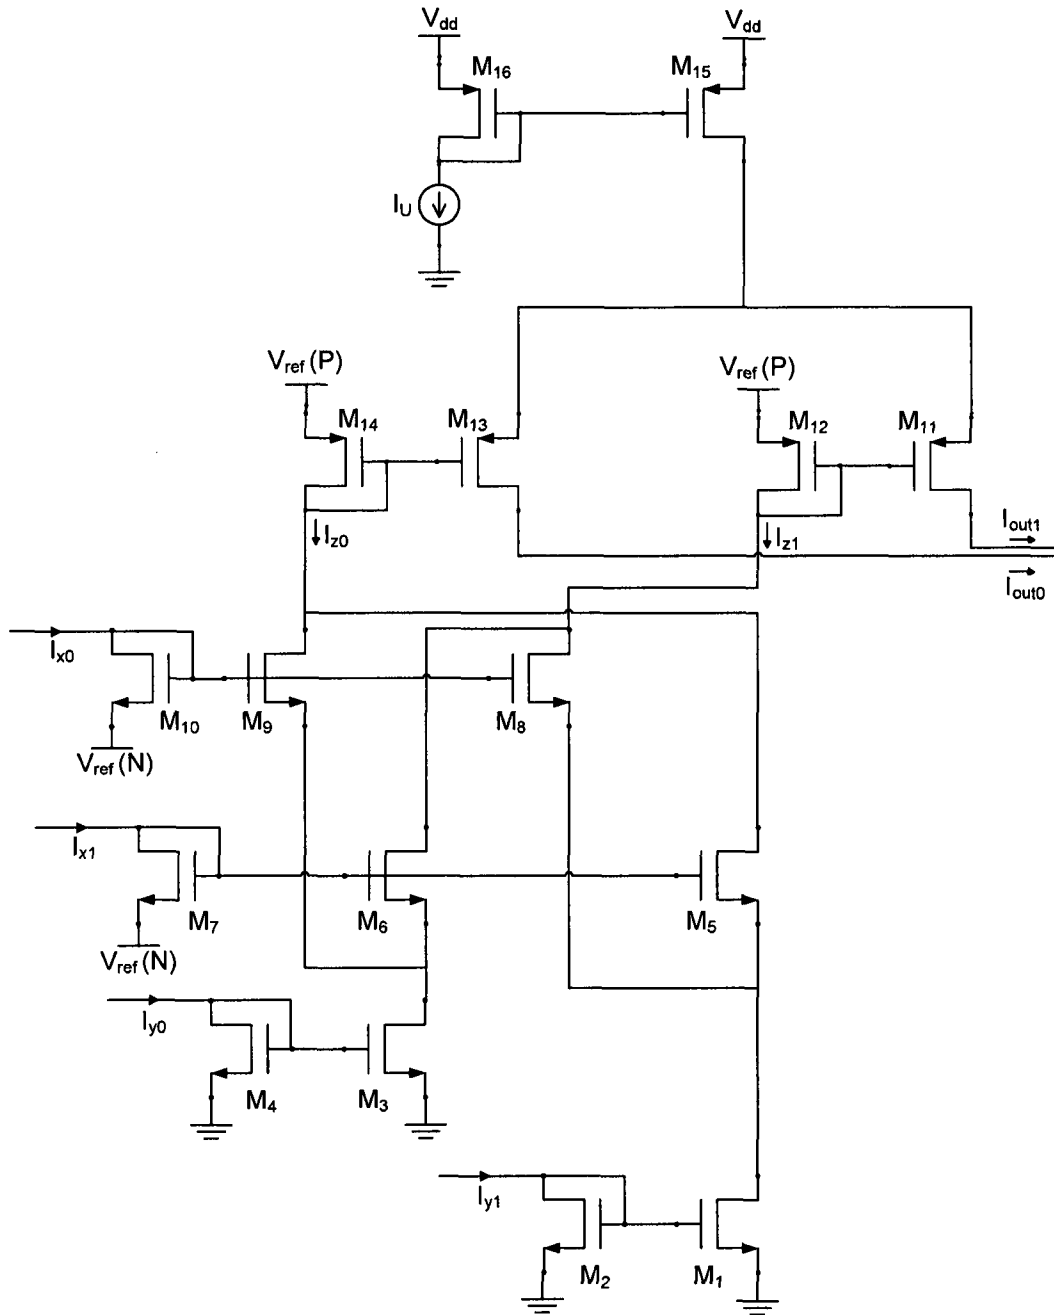 Vdd
Vdd
M16
M15
IU
Vref(P)
Vref(P)
M14
M13
M12
M11
Iz0
Iz1
Iout1
Iout0
Ix0
M10
M9
M8
Vref(N)
Ix1
M7
M6
M5
Vref(N)
Iy0
M4
M3
Iy1
M2
M1